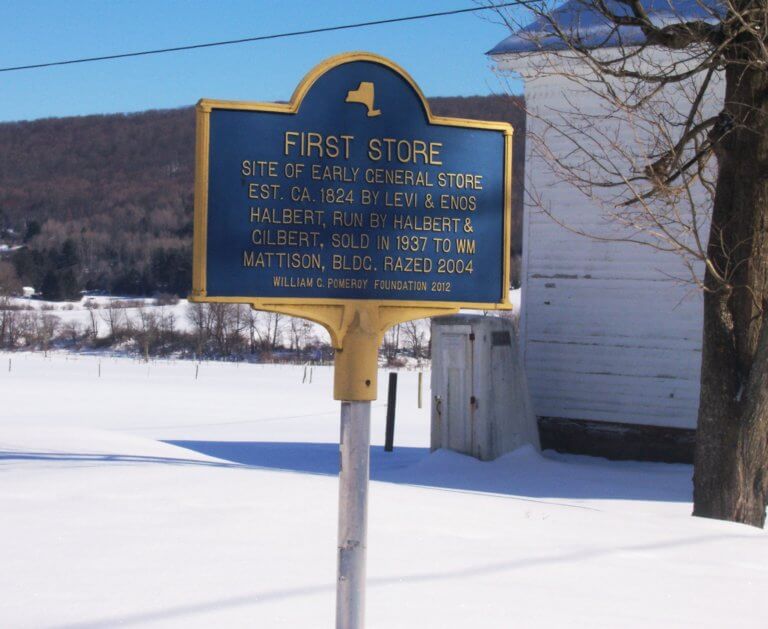 FIRST STORE
SITE OF EARLY GENERAL STORE
EST. CA. 1824 BY LEVI & ENOS
HALBERT, RUN BY HALBERT &
GILBERT, SOLD IN 1937 TO WM
MATTISON, BLDG. RAZED 2004
WILLIAM G. POMEROY FOUNDATION 2012